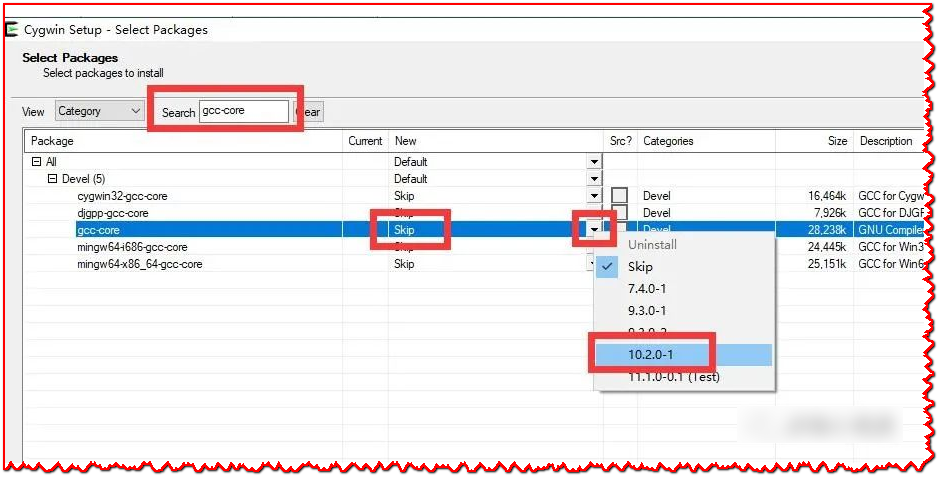 Cygwin Setup - Select Packages
Select Packages
Select packages to install
View Category Search gcc-core
Package Current New Src? Categories Size Description
All Default
Devel (5) Default
cygwin32-gcc-core Skip Devel 16,464k GCC for Cygw
djgpp-gcc-core Skip Devel 7,926k GCC for DJGF
gcc-core Skip Devel 28,238k GNU Compile
mingw64-i686-gcc-core Skip 24,445k GCC for Win3
mingw64-x86_64-gcc-core Skip 25,151k GCC for Win6
Uninstall
Skip
7.4.0-1
9.3.0-1
10.2.0-1
11.1.0-0.1 (Test)